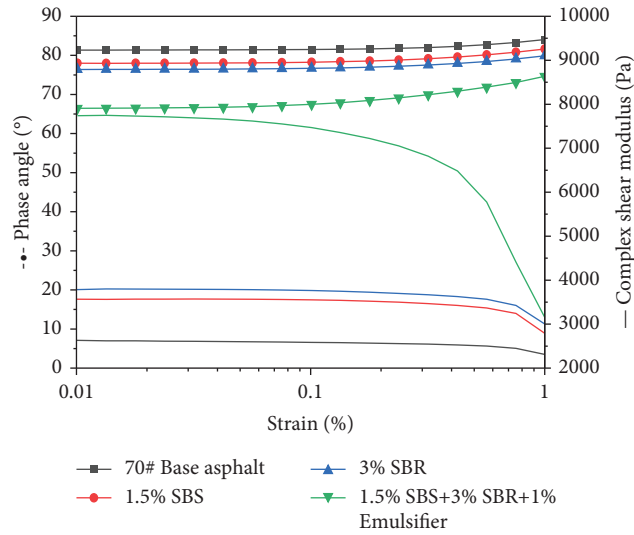 90
80
70
60
50
40
30
20
10
0
-•- Phase angle (°)
10000
9000
8000
7000
6000
5000
4000
3000
2000
— Complex shear modulus (Pa)
0.01
0.1
1
Strain (%)
70# Base asphalt
1.5% SBS
3% SBR
1.5% SBS+3% SBR+1%
Emulsifier